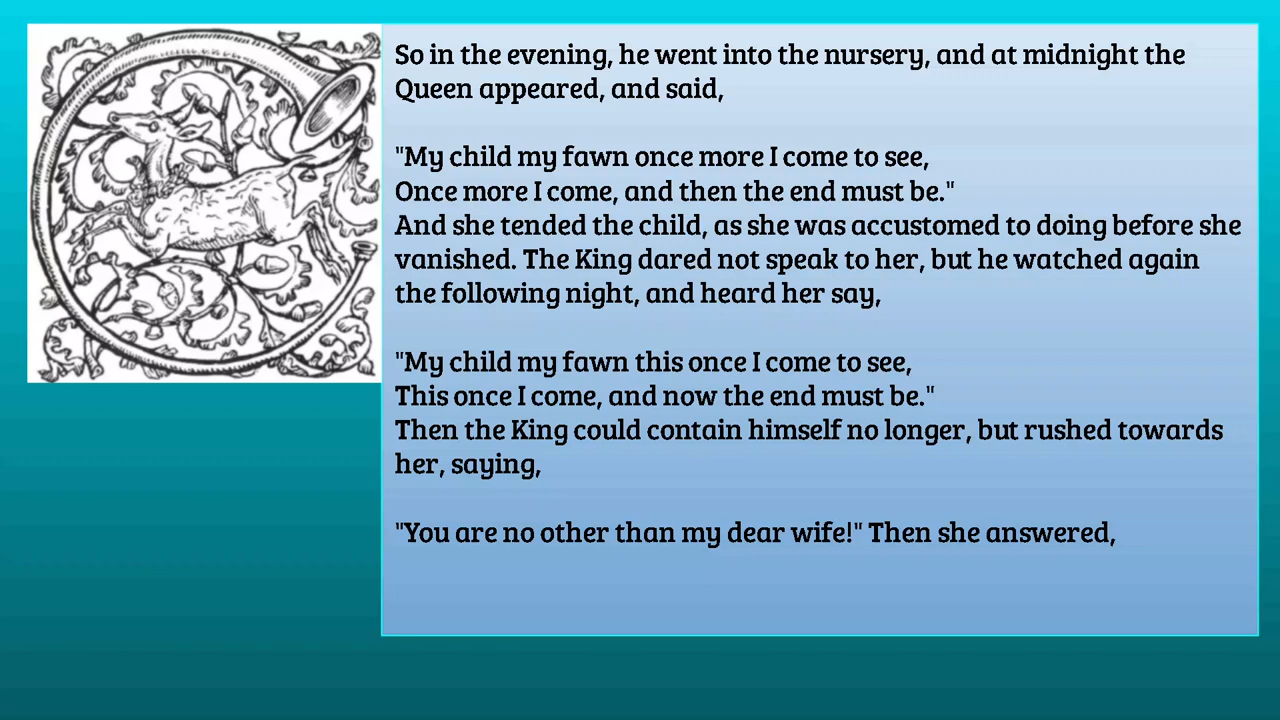 So in the evening, he went into the nursery, and at midnight the
Queen appeared, and said,
"My child my fawn once more I come to see,
Once more I come, and then the end must be."
And she tended the child, as she was accustomed to doing before she
vanished. The King dared not speak to her, but he watched again
the following night, and heard her say,
"My child my fawn this once I come to see,
This once I come, and now the end must be."
Then the King could contain himself no longer, but rushed towards
her, saying,
"You are no other than my dear wife!" Then she answered,